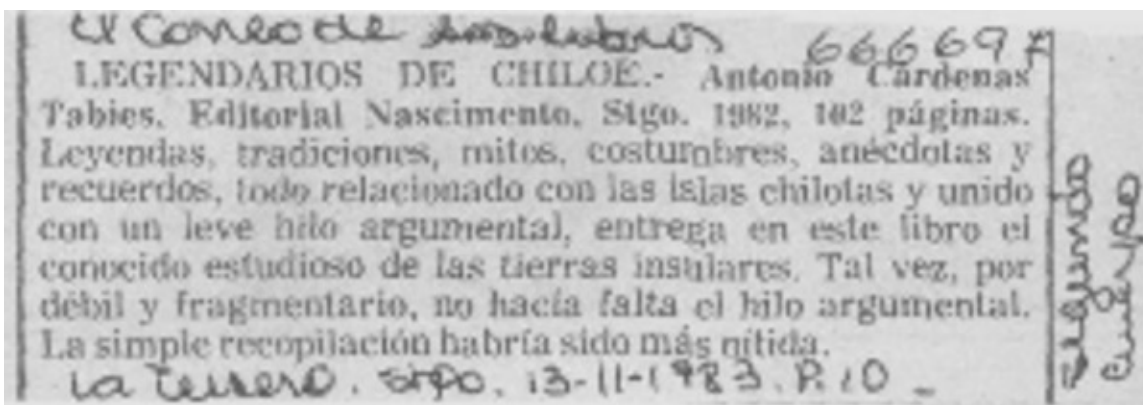 El Correo de los libros
666697
LEGENDARIOS DE CHILOE.- Antonio Cárdenas
Tabies. Editorial Nascimento, Stgo. 1982, 102 páginas.
Leyendas, tradiciones, mitos, costumbres, anécdotas y
recuerdos, todo relacionado con las islas chilotas y unido
con un leve hilo argumental, entrega en este libro el
conocido estudioso de las tierras insulares. Tal vez, por
débil y fragmentario, no hacía falta el hilo argumental.
La simple recopilación habría sido más nítida.
La Tercera. Stgo. 13-11-1983. P. 10 -
cuerpo